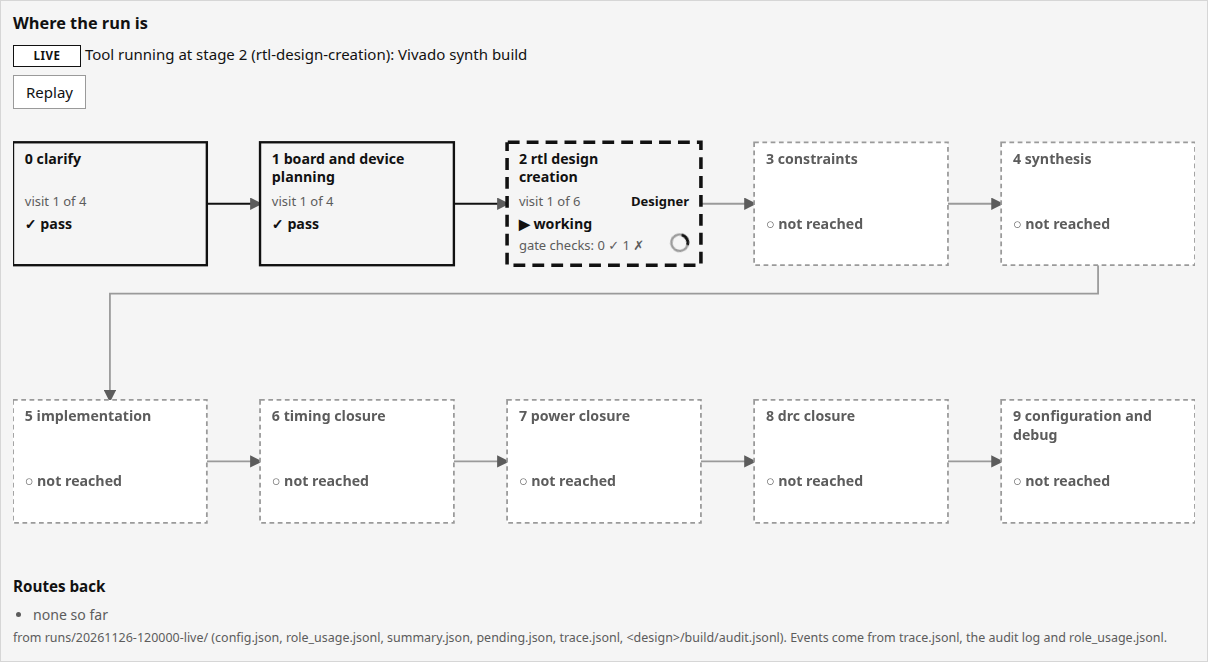 Where the run is
LIVE Tool running at stage 2 (rtl-design-creation): Vivado synth build
Replay
0 clarify
visit 1 of 4
✓ pass
1 board and device
planning
visit 1 of 4
✓ pass
2 rtl design
creation
visit 1 of 6 Designer
▶ working
gate checks: 0 ✓ 1 ✗
3 constraints
○ not reached
4 synthesis
○ not reached
5 implementation
○ not reached
6 timing closure
○ not reached
7 power closure
○ not reached
8 drc closure
○ not reached
9 configuration and
debug
○ not reached
Routes back
• none so far
from runs/20261126-120000-live/ (config.json, role_usage.jsonl, summary.json, pending.json, trace.jsonl, <design>/build/audit.jsonl). Events come from trace.jsonl, the audit log and role_usage.jsonl.